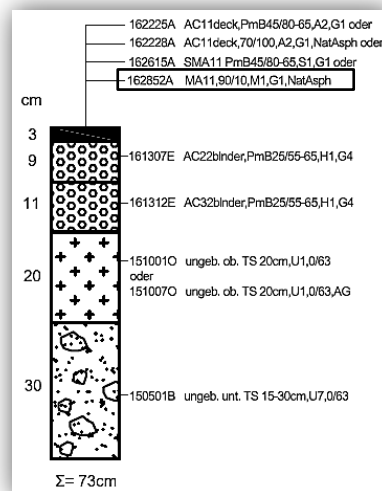 162225A AC11deck,PmB45/80-65,A2,G1 oder
162228A AC11deck,70/100,A2,G1,NatAsph oder
162615A SMA11 PmB45/80-65,S1,G1 oder
162852A MA11,90/10,M1,G1,NatAsph
cm
3
9
161307E AC22binder,PmB25/55-65,H1,G4
11
161312E AC32binder,PmB25/55-65,H1,G4
20
151001O ungeb. ob. TS 20cm,U1,0/63
oder
151007O ungeb. ob. TS 20cm,U1,0/63,AG
30
150501B ungeb. unt. TS 15-30cm,U7,0/63
Σ= 73cm